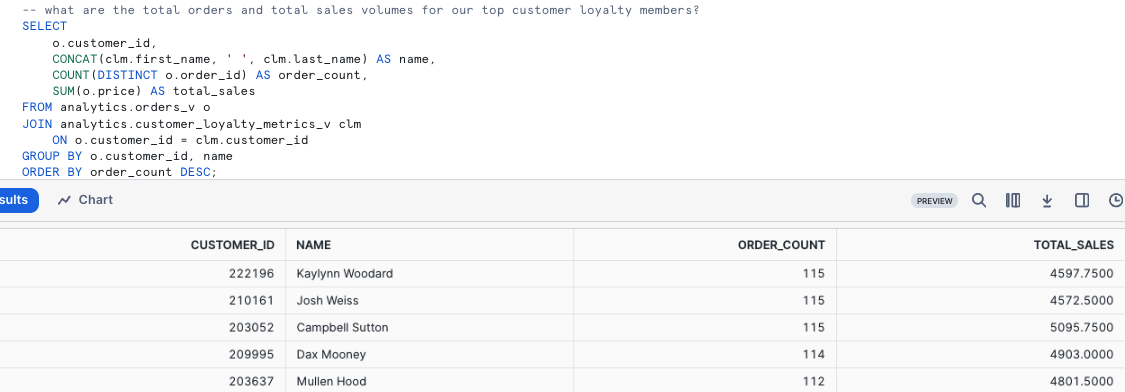 -- what are the total orders and total sales volumes for our top customer loyalty members?
SELECT
    o.customer_id,
    CONCAT(clm.first_name, ' ', clm.last_name) AS name,
    COUNT(DISTINCT o.order_id) AS order_count,
    SUM(o.price) AS total_sales
FROM analytics.orders_v o
JOIN analytics.customer_loyalty_metrics_v clm
    ON o.customer_id = clm.customer_id
GROUP BY o.customer_id, name
ORDER BY order_count DESC;
sults Chart PREVIEW
CUSTOMER_ID NAME ORDER_COUNT TOTAL_SALES
222196 Kaylynn Woodard 115 4597.7500
210161 Josh Weiss 115 4572.5000
203052 Campbell Sutton 115 5095.7500
209995 Dax Mooney 114 4903.0000
203637 Mullen Hood 112 4801.5000